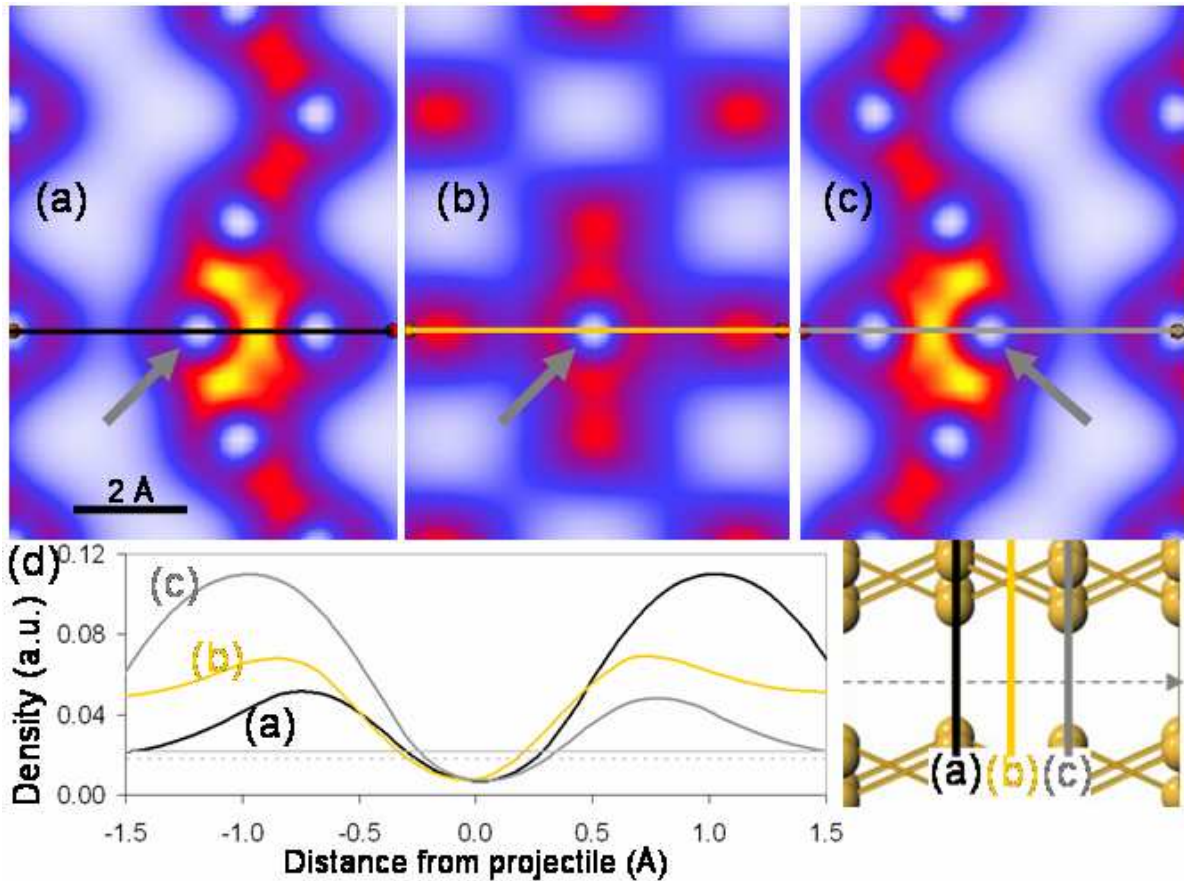 (a)
(b)
(c)
2 Å
(d)
0.12
0.08
0.04
0.00
Density (a.u.)
(c)
(b)
(a)
-1.5
-1.0
-0.5
0.0
0.5
1.0
1.5
Distance from projectile (Å)
(a)
(b)
(c)